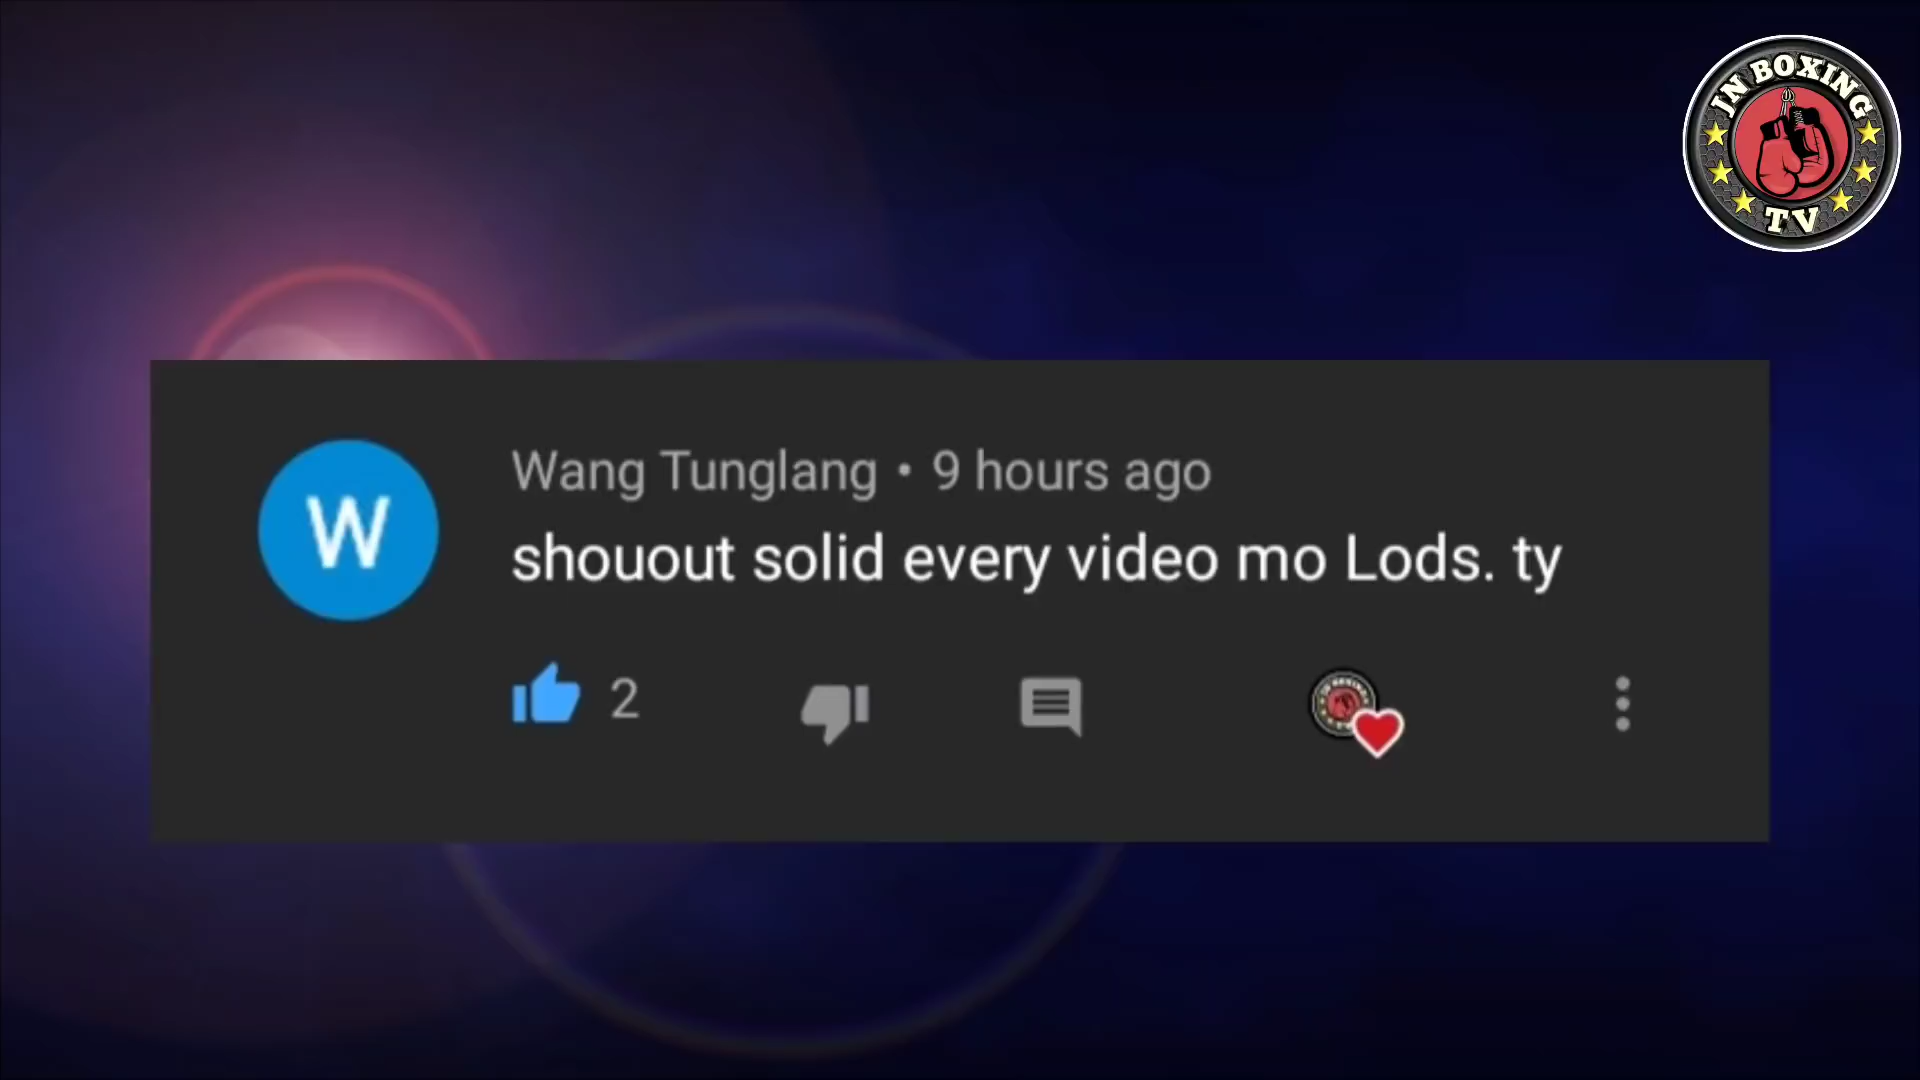 JN BOXING
TV
W
Wang Tunglang • 9 hours ago
shouout solid every video mo Lods. ty
2